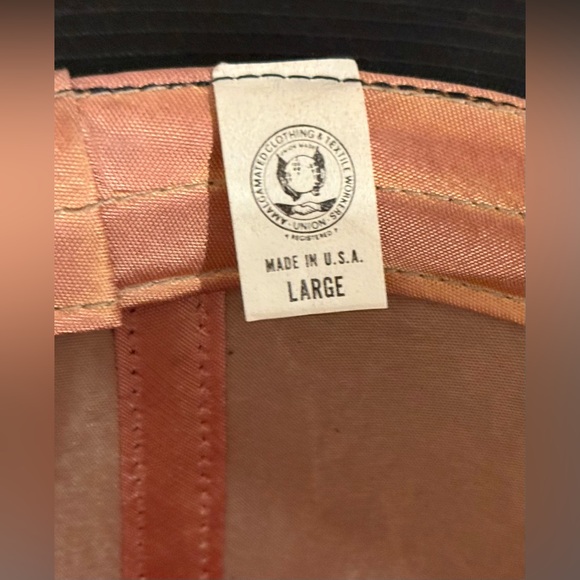 AMALGAMATED CLOTHING & TEXTILE WORKERS
UNION MADE
· UNION ·
REGISTERED
MADE IN U.S.A.
LARGE